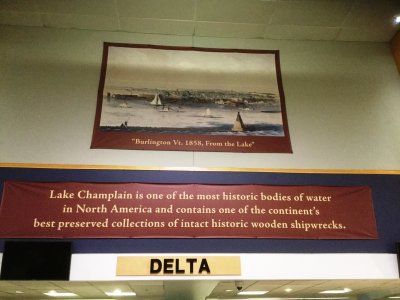 "Burlington Vt. 1858, From the Lake"
Lake Champlain is one of the most historic bodies of water
in North America and contains one of the continent's
best preserved collections of intact historic wooden shipwrecks.
DELTA